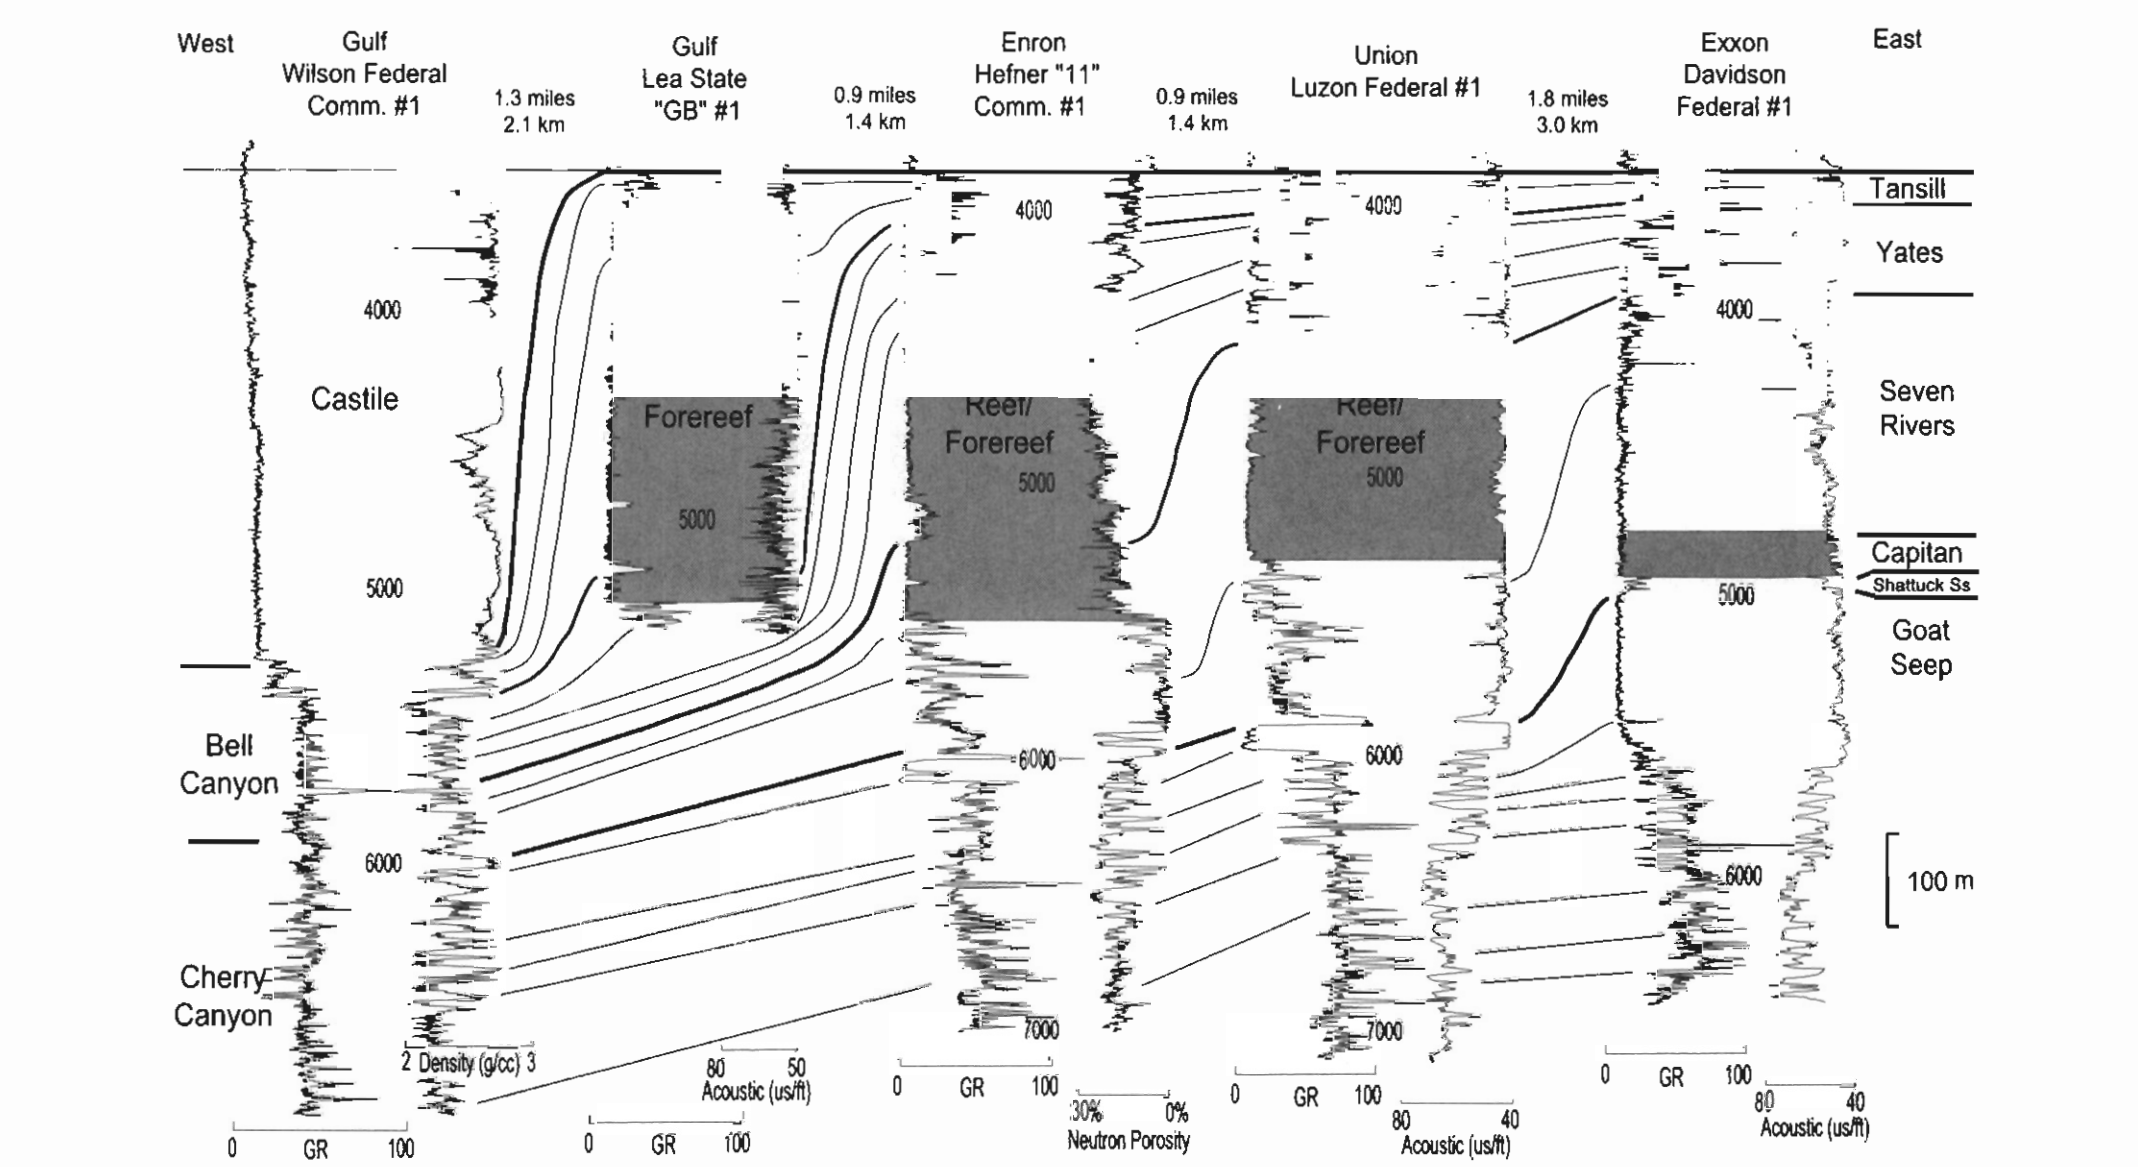 West
Gulf
Wilson Federal
Comm. #1
1.3 miles
2.1 km
Gulf
Lea State
"GB" #1
0.9 miles
1.4 km
Enron
Hefner "11"
Comm. #1
0.9 miles
1.4 km
Union
Luzon Federal #1
1.8 miles
3.0 km
Exxon
Davidson
Federal #1
East
Tansill
Yates
Seven
Rivers
Capitan
Shattuck Ss
Goat
Seep
100 m
4000
Castile
5000
Bell
Canyon
6000
Cherry
Canyon
2 Density (g/cc) 3
0 GR 100
Forereef
5000
80 50
Acoustic (us/ft)
0 GR 100
4000
Reef/
Forereef
5000
6000
7000
0 GR 100
30% 0%
Neutron Porosity
4000
Reef/
Forereef
5000
6000
7000
0 GR 100
80 40
Acoustic (us/ft)
4000
5000
6000
0 GR 100
80 40
Acoustic (us/ft)